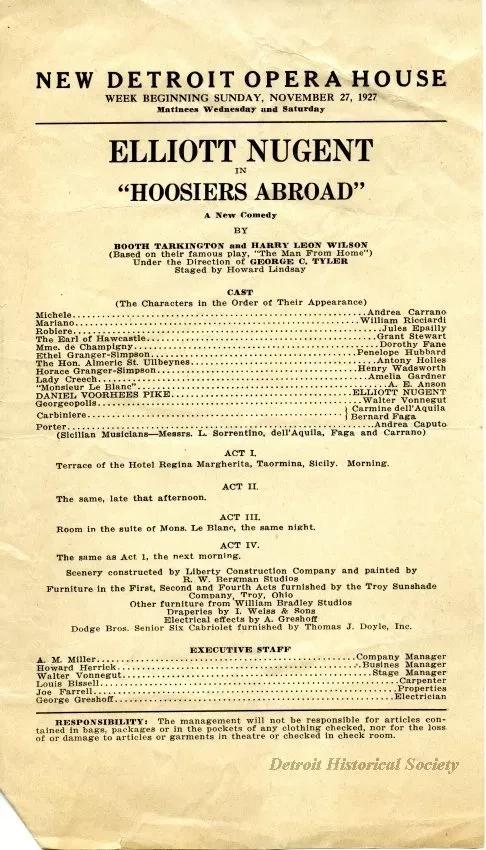 NEW DETROIT OPERA HOUSE
WEEK BEGINNING SUNDAY, NOVEMBER 27, 1927
Matinees Wednesday and Saturday
ELLIOTT NUGENT
IN
"HOOSIERS ABROAD"
A New Comedy
BY
BOOTH TARKINGTON and HARRY LEON WILSON
(Based on their famous play, "The Man From Home")
Under the Direction of GEORGE C. TYLER
Staged by Howard Lindsay
CAST
(The Characters in the Order of Their Appearance)
Michele Andrea Carrano
Mariano William Ricciardi
Robiere Jules Epailly
The Earl of Hawcastle Grant Stewart
Mme. de Champigny Dorothy Fane
Ethel Granger-Simpson Penelope Hubbard
The Hon. Almeric St. Ullbeynes Antony Holles
Horace Granger-Simpson Henry Wadsworth
Lady Creech Amelia Gardner
"Monsieur Le Blanc" A. E. Anson
DANIEL VOORHEES PIKE ELLIOTT NUGENT
Georgeopolis Walter Vonnegut
Carbiniere Carmine dell'Aquila
Bernard Faga
Porter Andrea Caputo
(Sicilian Musicians—Messrs. L. Sorrentino, dell'Aquila, Faga and Carrano)
ACT I.
Terrace of the Hotel Regina Margherita, Taormina, Sicily. Morning.
ACT II.
The same, late that afternoon.
ACT III.
Room in the suite of Mons. Le Blanc, the same night.
ACT IV.
The same as Act 1, the next morning.
Scenery constructed by Liberty Construction Company and painted by
R. W. Bergman Studios
Furniture in the First, Second and Fourth Acts furnished by the Troy Sunshade
Company, Troy, Ohio
Other furniture from William Bradley Studios
Draperies by I. Weiss & Sons
Electrical effects by A. Greshoff
Dodge Bros. Senior Six Cabriolet furnished by Thomas J. Doyle, Inc.
EXECUTIVE STAFF
A. M. Miller Company Manager
Howard Herrick Busines Manager
Walter Vonnegut Stage Manager
Louis Bissell Carpenter
Joe Farrell Properties
George Greshoff Electrician
RESPONSIBILITY: The management will not be responsible for articles con-
tained in bags, packages or in the pockets of any clothing checked, nor for the loss
of or damage to articles or garments in theatre or checked in check room.
Detroit Historical Society